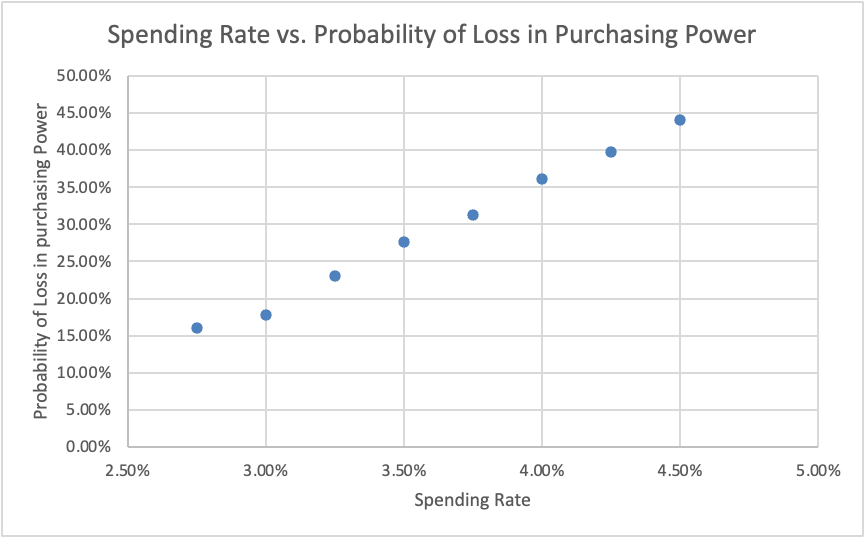 Spending Rate vs. Probability of Loss in Purchasing Power
Probability of Loss in purchasing Power
50.00%
45.00%
40.00%
35.00%
30.00%
25.00%
20.00%
15.00%
10.00%
5.00%
0.00%
2.50% 3.00% 3.50% 4.00% 4.50% 5.00%
Spending Rate